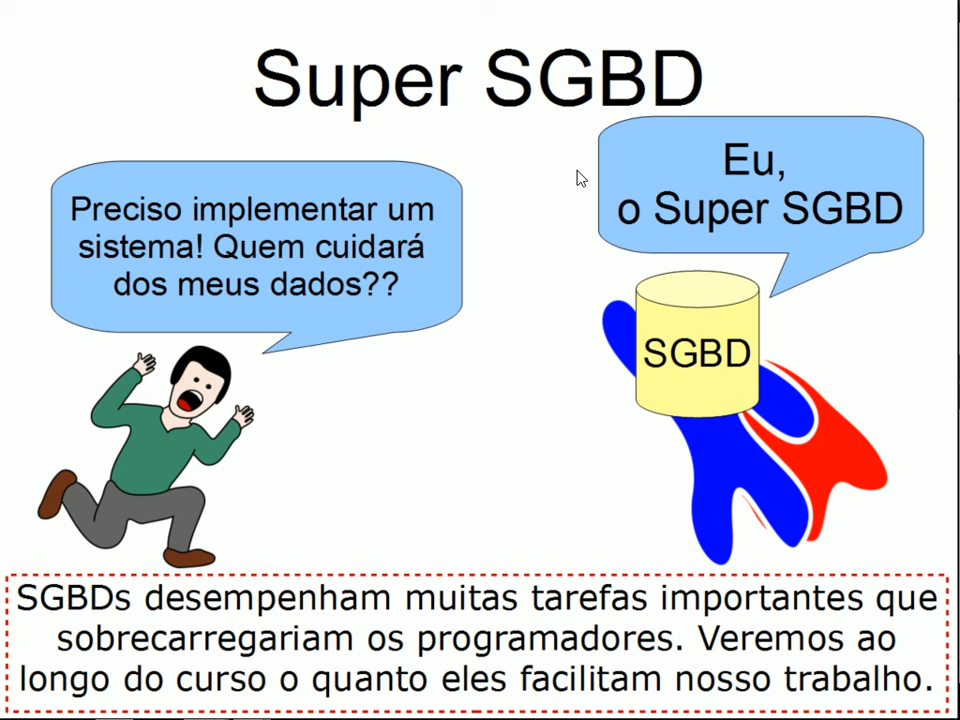 Super SGBD
Preciso implementar um
sistema! Quem cuidará
dos meus dados??
Eu,
o Super SGBD
SGBD
SGBDs desempenham muitas tarefas importantes que
sobrecarregariam os programadores. Veremos ao
longo do curso o quanto eles facilitam nosso trabalho.